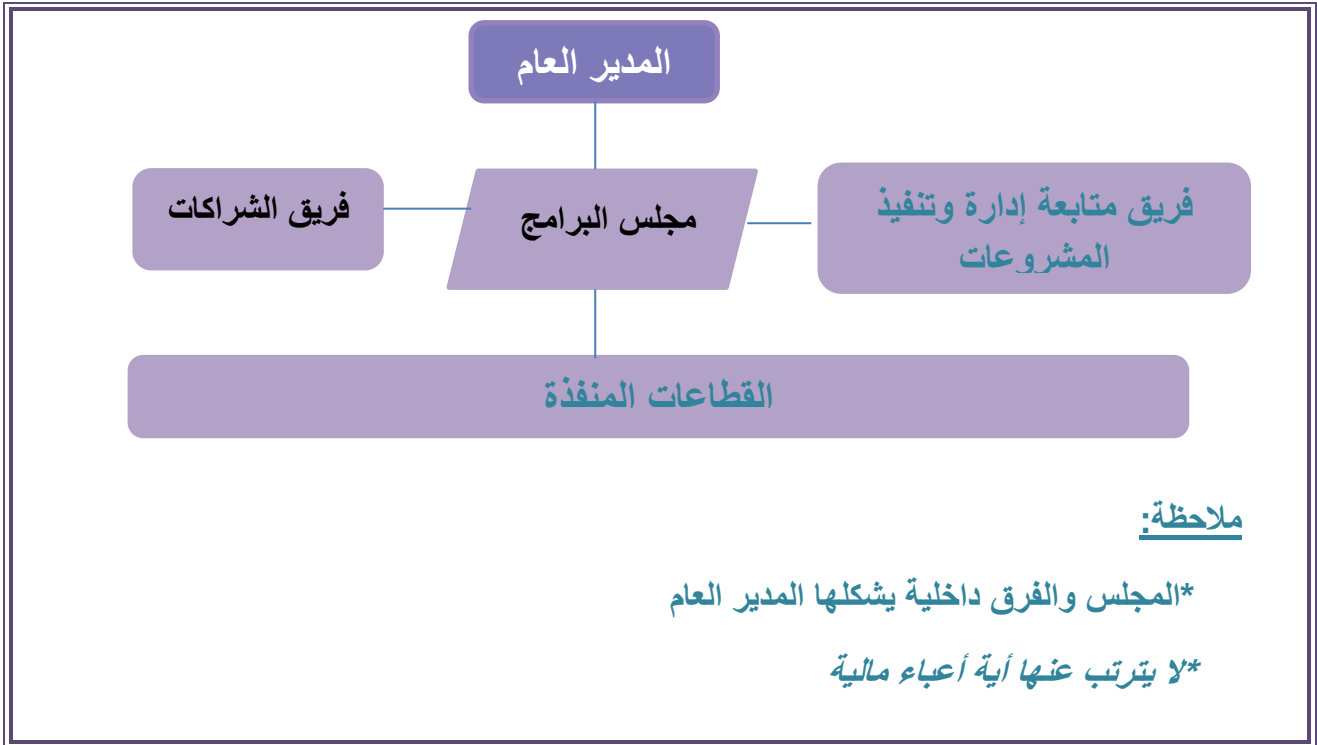 المدير العام
فريق متابعة إدارة وتنفيذ
المشروعات
مجلس البرامج
فريق الشراكات
القطاعات المنفذة
ملاحظة:
*المجلس والفرق داخلية يشكلها المدير العام
*لا يترتب عنها أية أعباء مالية